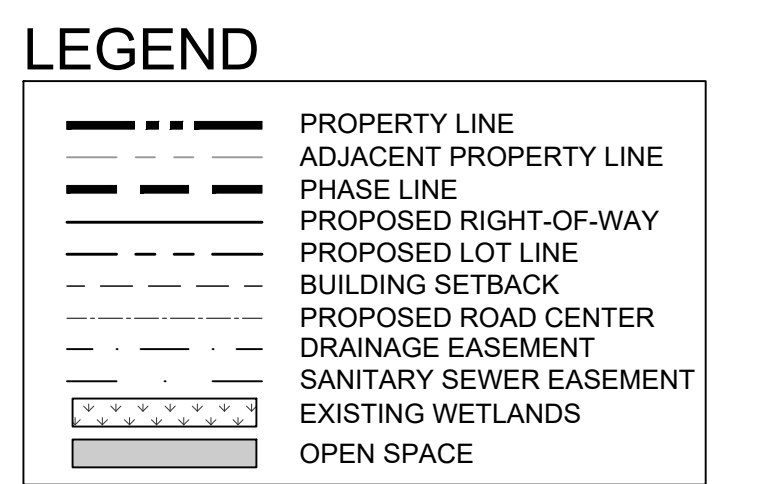 LEGEND
PROPERTY LINE
ADJACENT PROPERTY LINE
PHASE LINE
PROPOSED RIGHT-OF-WAY
PROPOSED LOT LINE
BUILDING SETBACK
PROPOSED ROAD CENTER
DRAINAGE EASEMENT
SANITARY SEWER EASEMENT
EXISTING WETLANDS
OPEN SPACE